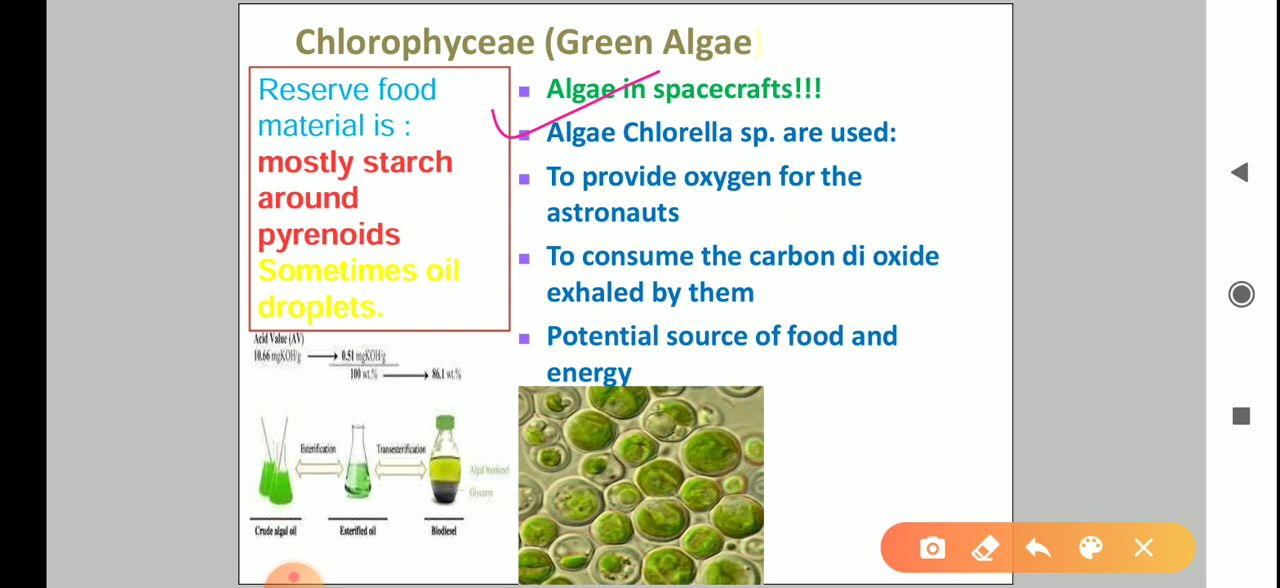 Chlorophyceae (Green Algae)
Reserve food
material is :
mostly starch
around
pyrenoids
Sometimes oil
droplets.
Algae in spacecrafts!!!
Algae Chlorella sp. are used:
To provide oxygen for the
astronauts
To consume the carbon di oxide
exhaled by them
Potential source of food and
energy
Acid Value (AV)
10.66 mgKOH/g
0.51 mgKOH/g
100 wt.%
86.1 wt.%
Esterification
Transesterification
Algal biodiesel
Glycerin
Crude algal oil
Esterified oil
Biodiesel